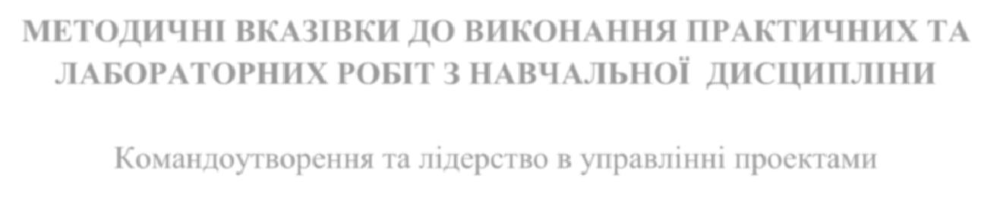 МЕТОДИЧНІ ВКАЗІВКИ ДО ВИКОНАННЯ ПРАКТИЧНИХ ТА
ЛАБОРАТОРНИХ РОБІТ З НАВЧАЛЬНОЇ ДИСЦИПЛІНИ
Командоутворення та лідерство в управлінні проектами